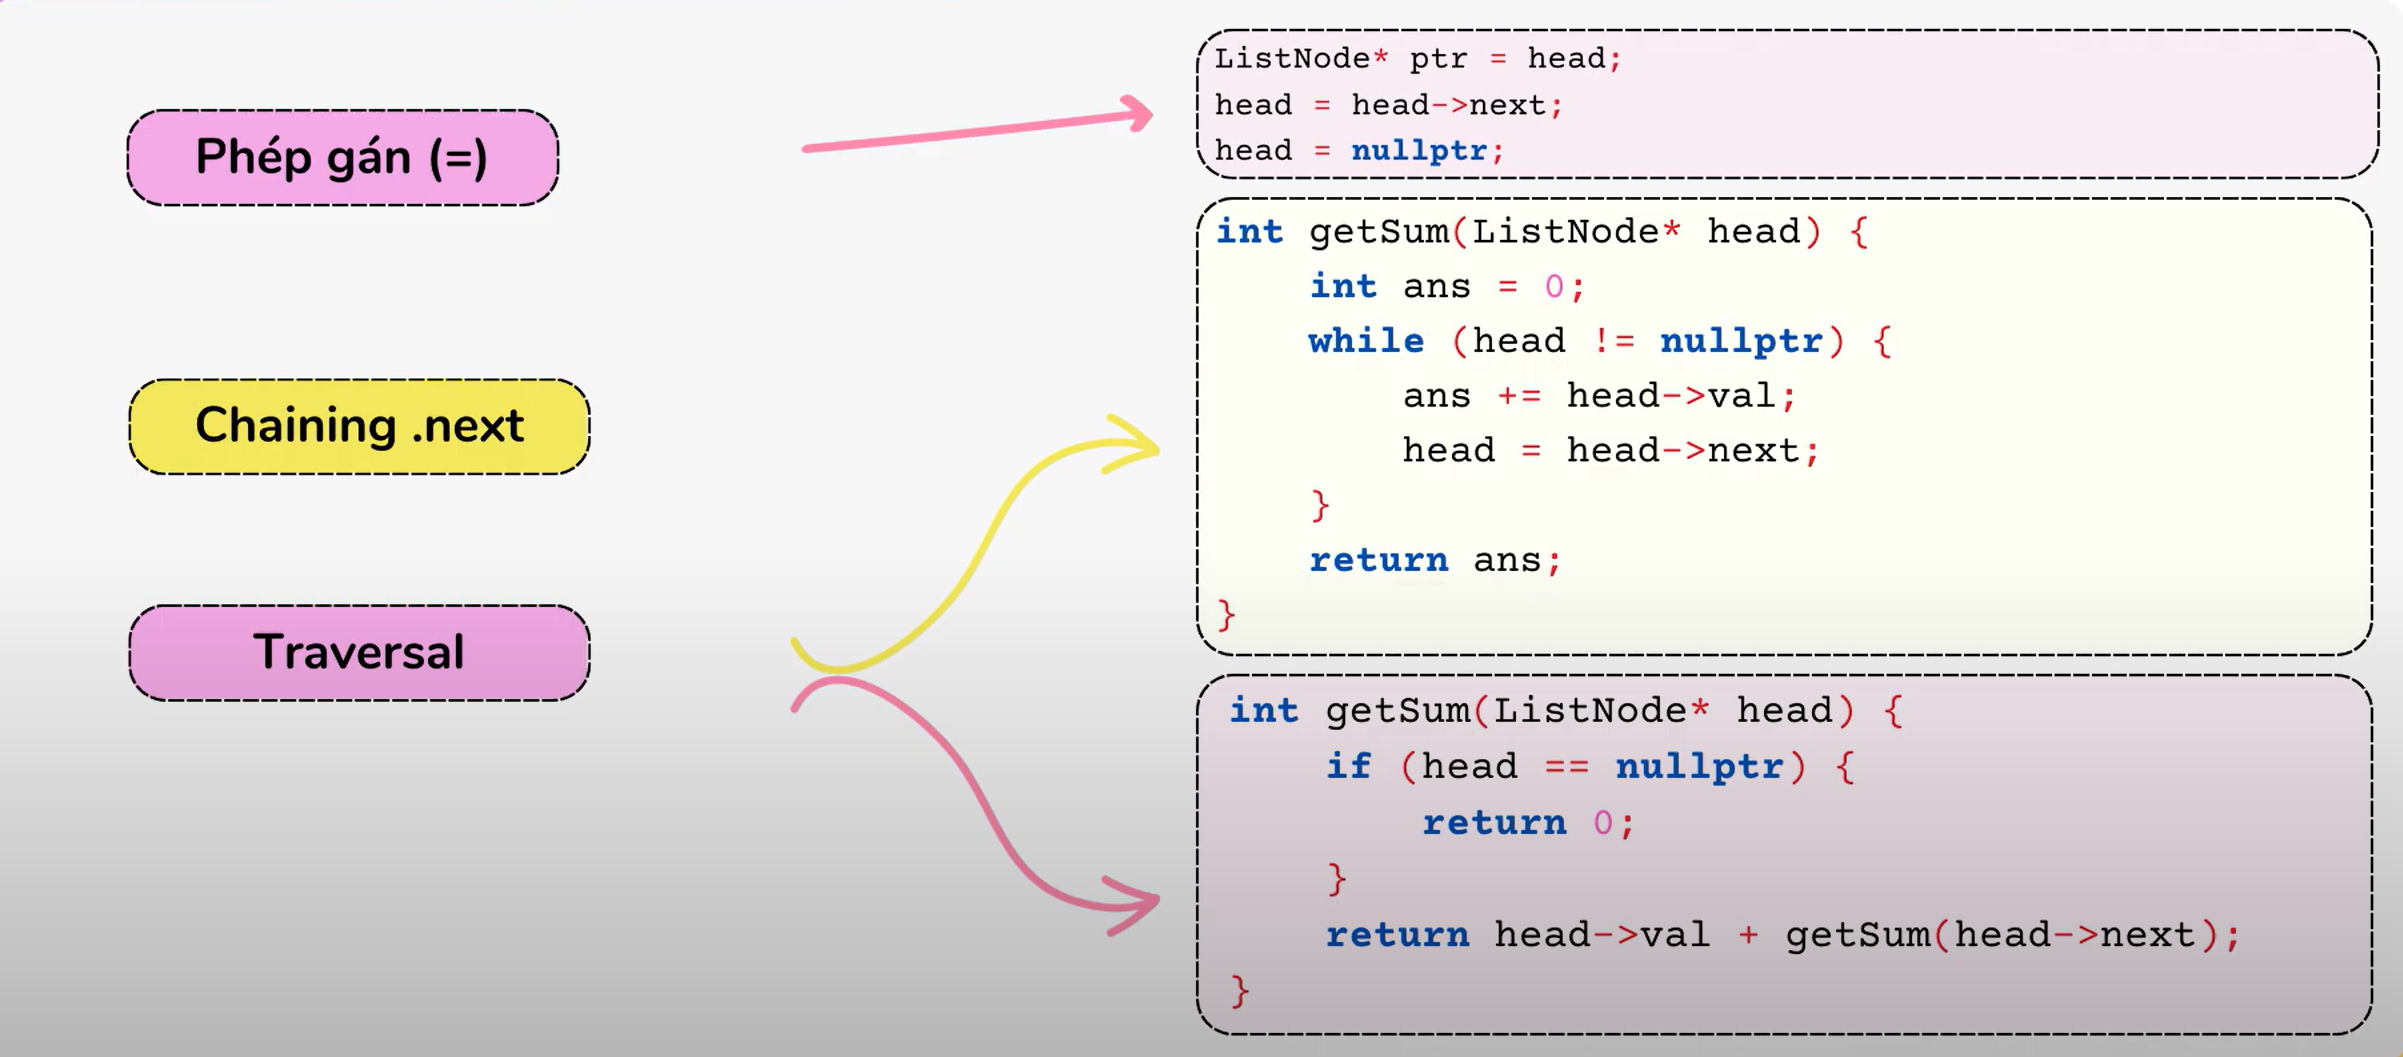 Phép gán (=)
Chaining .next
Traversal
ListNode* ptr = head;
head = head->next;
head = nullptr;
int getSum(ListNode* head) {
    int ans = 0;
    while (head != nullptr) {
        ans += head->val;
        head = head->next;
    }
    return ans;
}
int getSum(ListNode* head) {
    if (head == nullptr) {
        return 0;
    }
    return head->val + getSum(head->next);
}